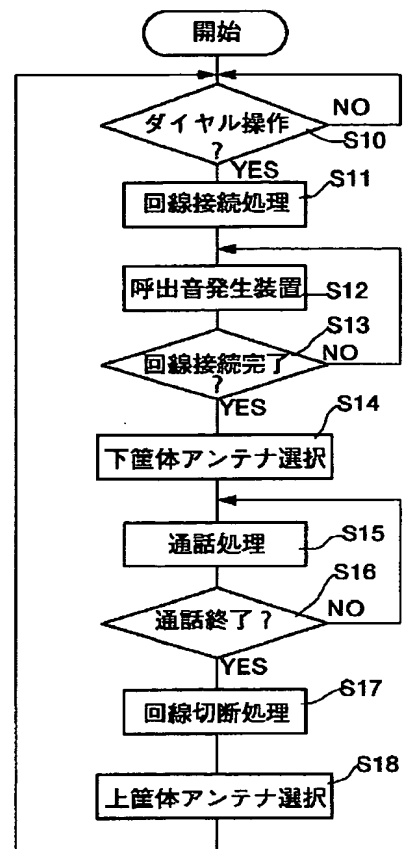 開始
NO
ダイヤル操作
?
S10
YES
S11
回線接続処理
呼出音発生装置
S12
S13
回線接続完了
?
NO
YES
S14
下筐体アンテナ選択
通話処理
S15
S16
通話終了?
NO
YES
S17
回線切断処理
S18
上筐体アンテナ選択